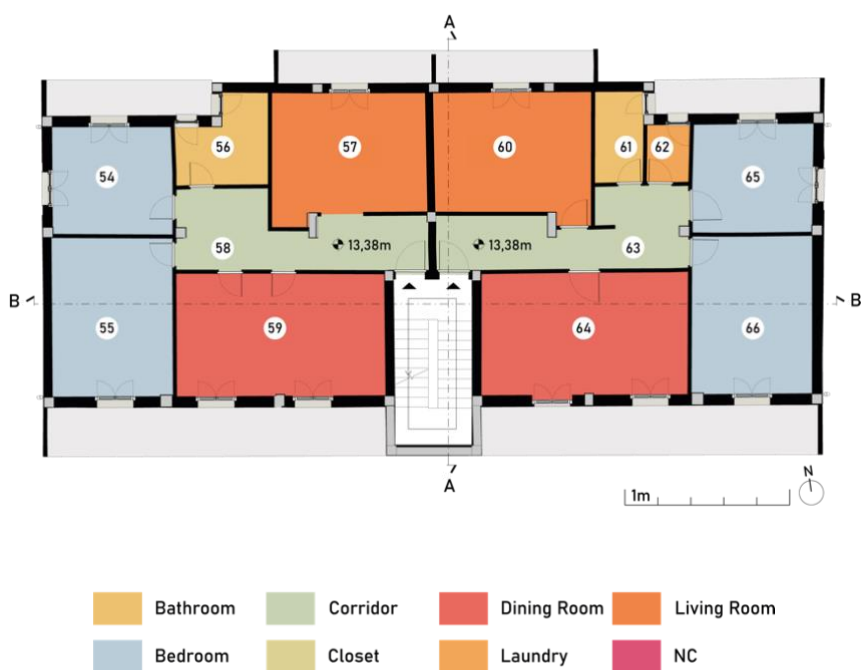 A
56
57
60
61
62
54
65
58
13,38m
13,38m
63
B
B
55
59
64
66
A
N
1m
Bathroom
Corridor
Dining Room
Living Room
Bedroom
Closet
Laundry
NC